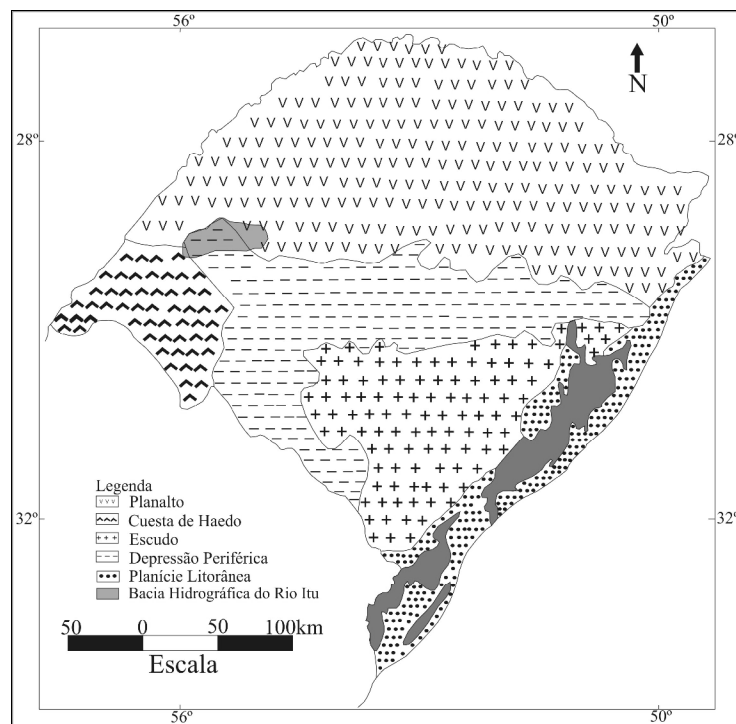 56º 50º
N
28º 28º
32º 32º
Legenda
Planalto
Cuesta de Haedo
Escudo
Depressão Periférica
Planície Litorânea
Bacia Hidrográfica do Rio Itu
50 0 50 100km
Escala
56º 50º